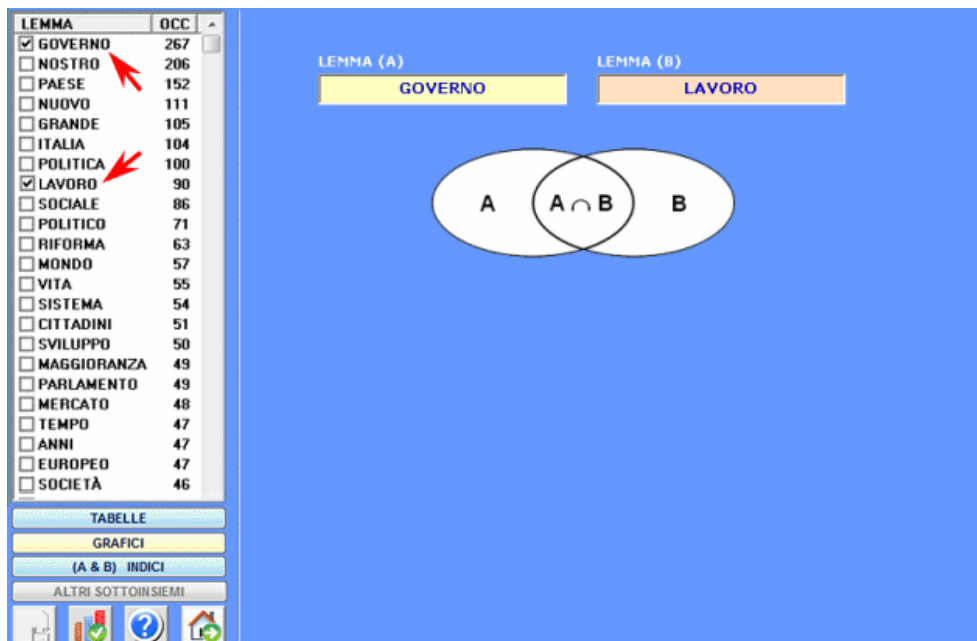 LEMMA OCC
GOVERNO 267
NOSTRO 206
PAESE 152
NUOVO 111
GRANDE 105
ITALIA 104
POLITICA 100
LAVORO 90
SOCIALE 86
POLITICO 71
RIFORMA 63
MONDO 57
VITA 55
SISTEMA 54
CITTADINI 51
SVILUPPO 50
MAGGIORANZA 49
PARLAMENTO 49
MERCATO 48
TEMPO 47
ANNI 47
EUROPEO 47
SOCIETÀ 46
TABELLE
GRAFICI
(A & B) INDICI
ALTRI SOTTOINSIEMI
?
LEMMA (A) LEMMA (B)
GOVERNO LAVORO
A A ∩ B B